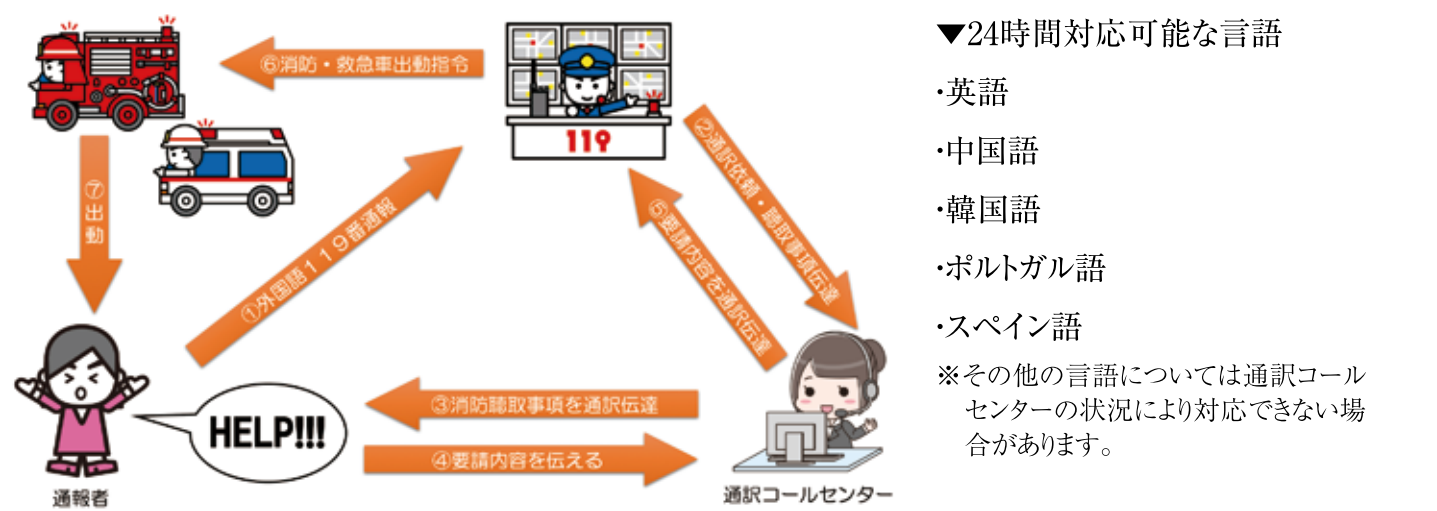 ⑥消防・救急車出動指令
119
②通訳依頼・聴取事項伝達
⑦出動
①外国語119番通報
⑤要請内容を通訳伝達
③消防聴取事項を通訳伝達
HELP!!!
④要請内容を伝える
通報者
通訳コールセンター
▼24時間対応可能な言語
・英語
・中国語
・韓国語
・ポルトガル語
・スペイン語
※その他の言語については通訳コール
センターの状況により対応できない場
合があります。